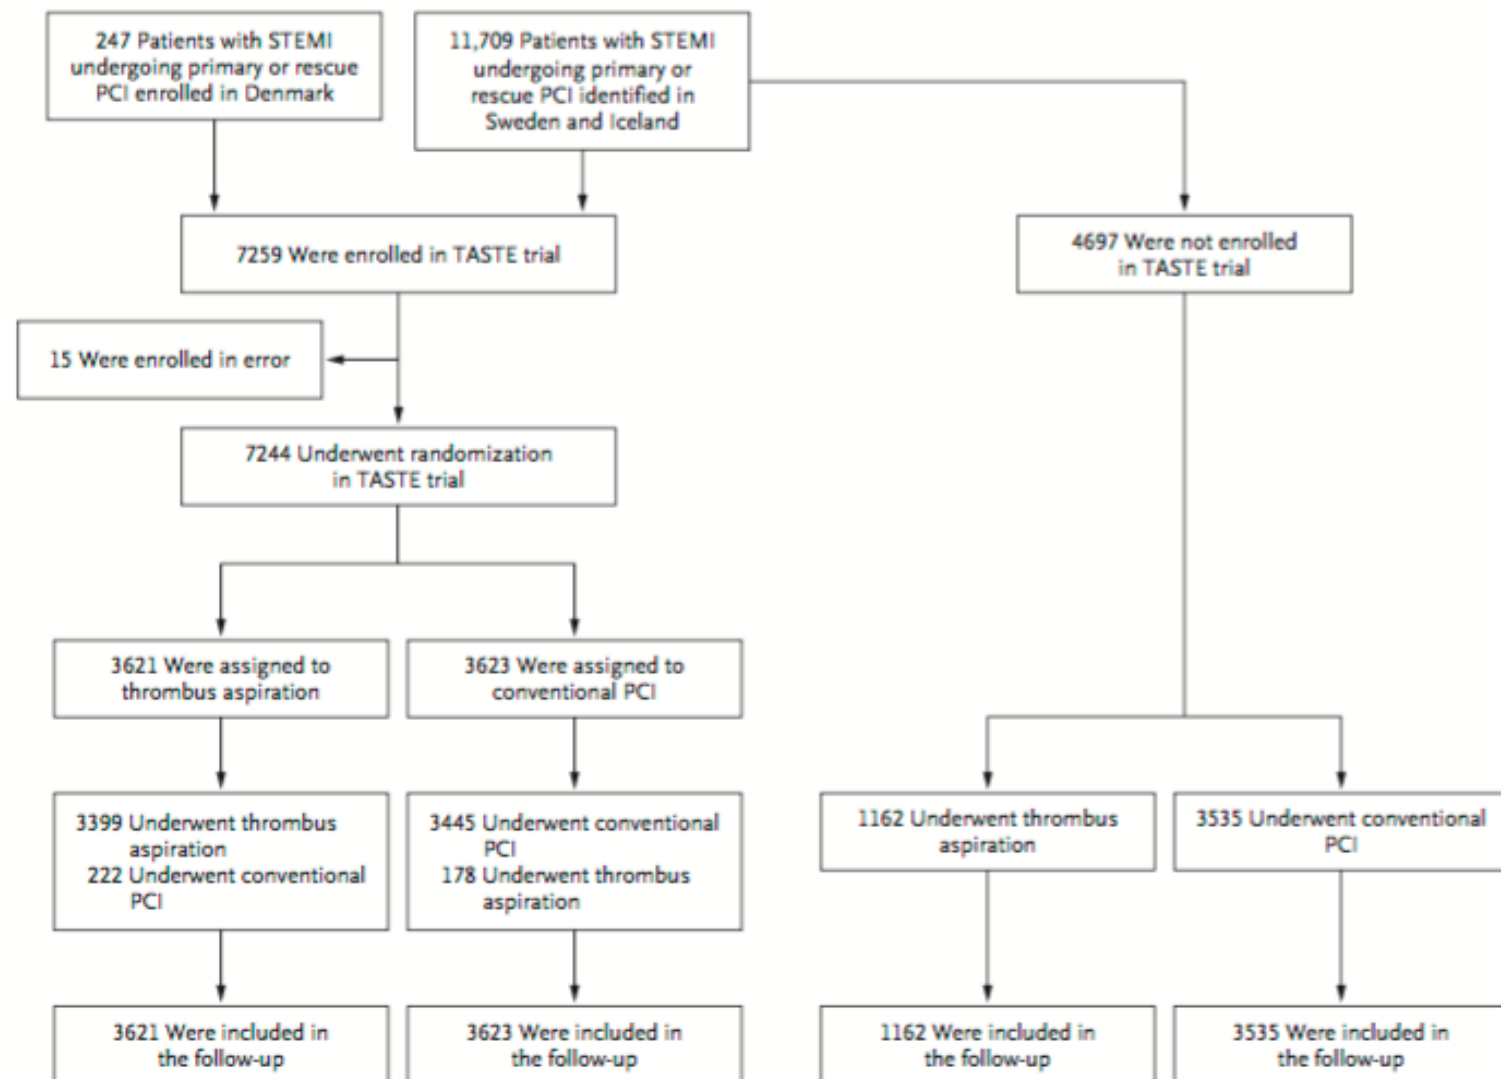 247 Patients with STEMI
undergoing primary or rescue
PCI enrolled in Denmark
11,709 Patients with STEMI
undergoing primary or
rescue PCI identified in
Sweden and Iceland
7259 Were enrolled in TASTE trial
4697 Were not enrolled
in TASTE trial
15 Were enrolled in error
7244 Underwent randomization
in TASTE trial
3621 Were assigned to
thrombus aspiration
3623 Were assigned to
conventional PCI
3399 Underwent thrombus
aspiration
222 Underwent conventional
PCI
3445 Underwent conventional
PCI
178 Underwent thrombus
aspiration
1162 Underwent thrombus
aspiration
3535 Underwent conventional
PCI
3621 Were included in
the follow-up
3623 Were included in
the follow-up
1162 Were included in
the follow-up
3535 Were included in
the follow-up